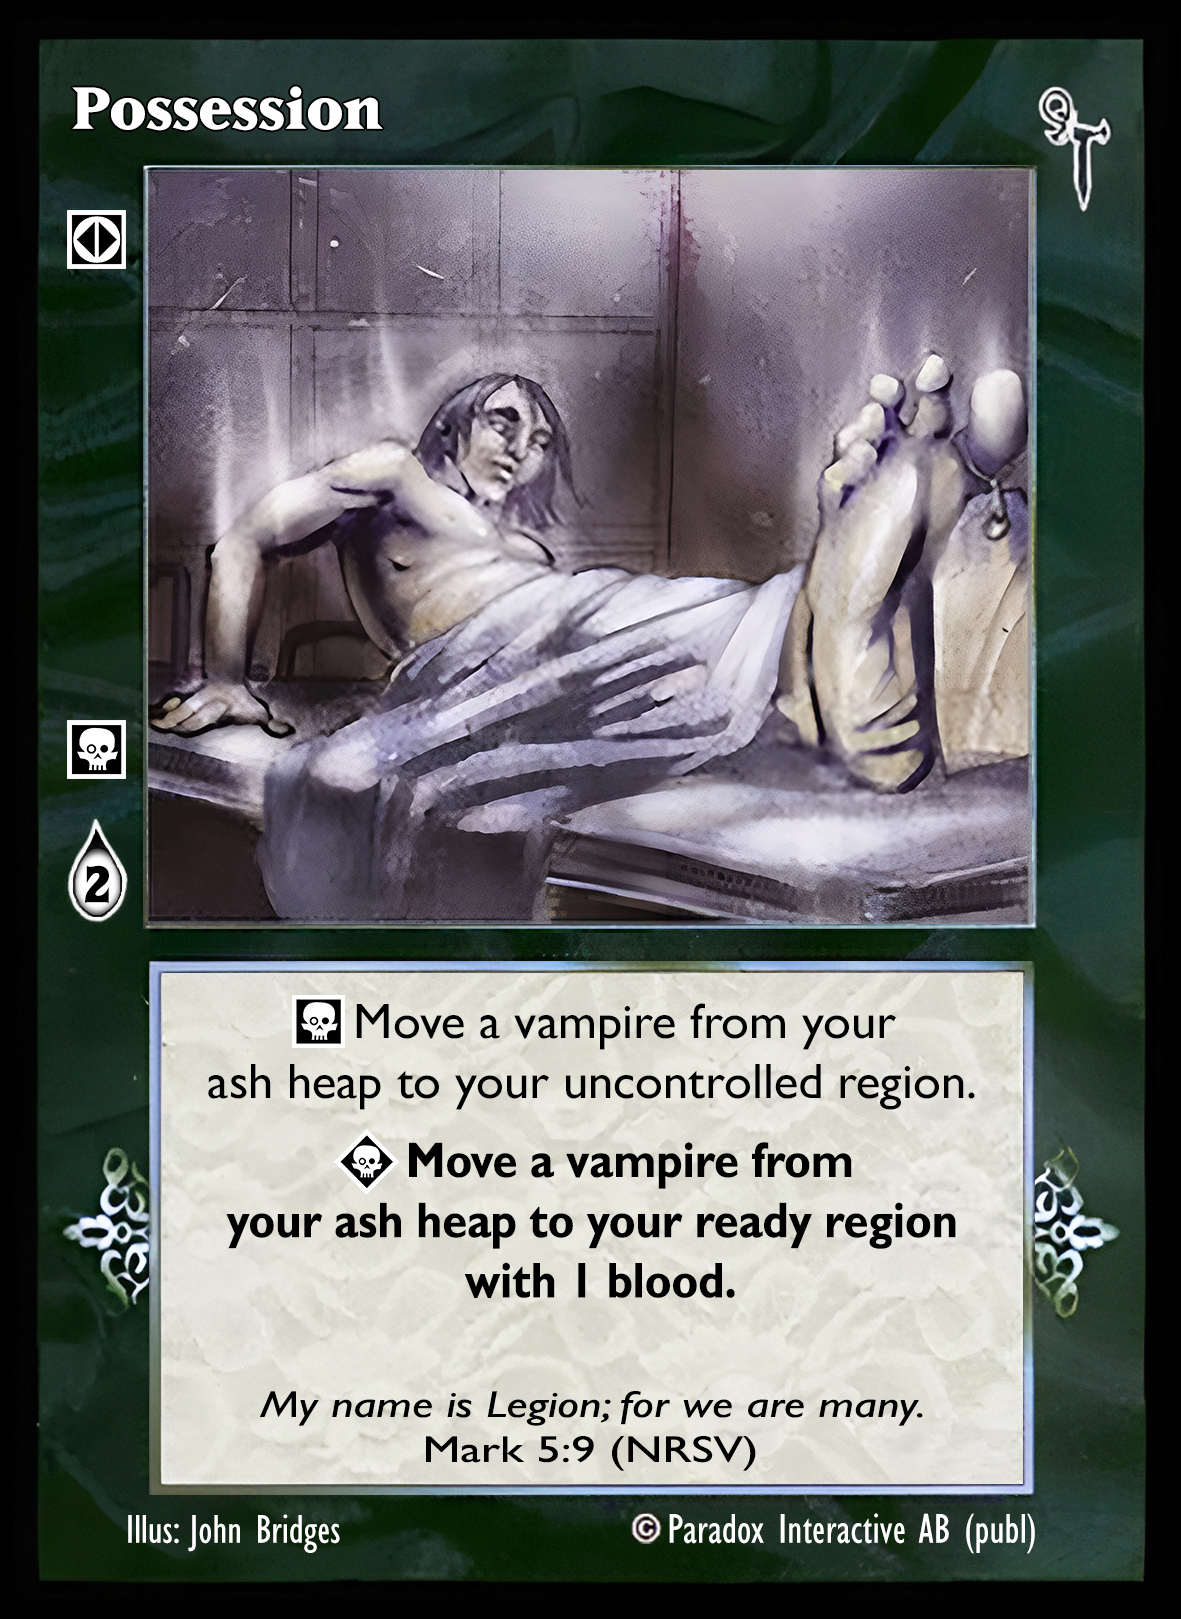 Possession
2
Move a vampire from your
ash heap to your uncontrolled region.
Move a vampire from
your ash heap to your ready region
with 1 blood.
My name is Legion; for we are many.
Mark 5:9 (NRSV)
Illus: John Bridges
© Paradox Interactive AB (publ)